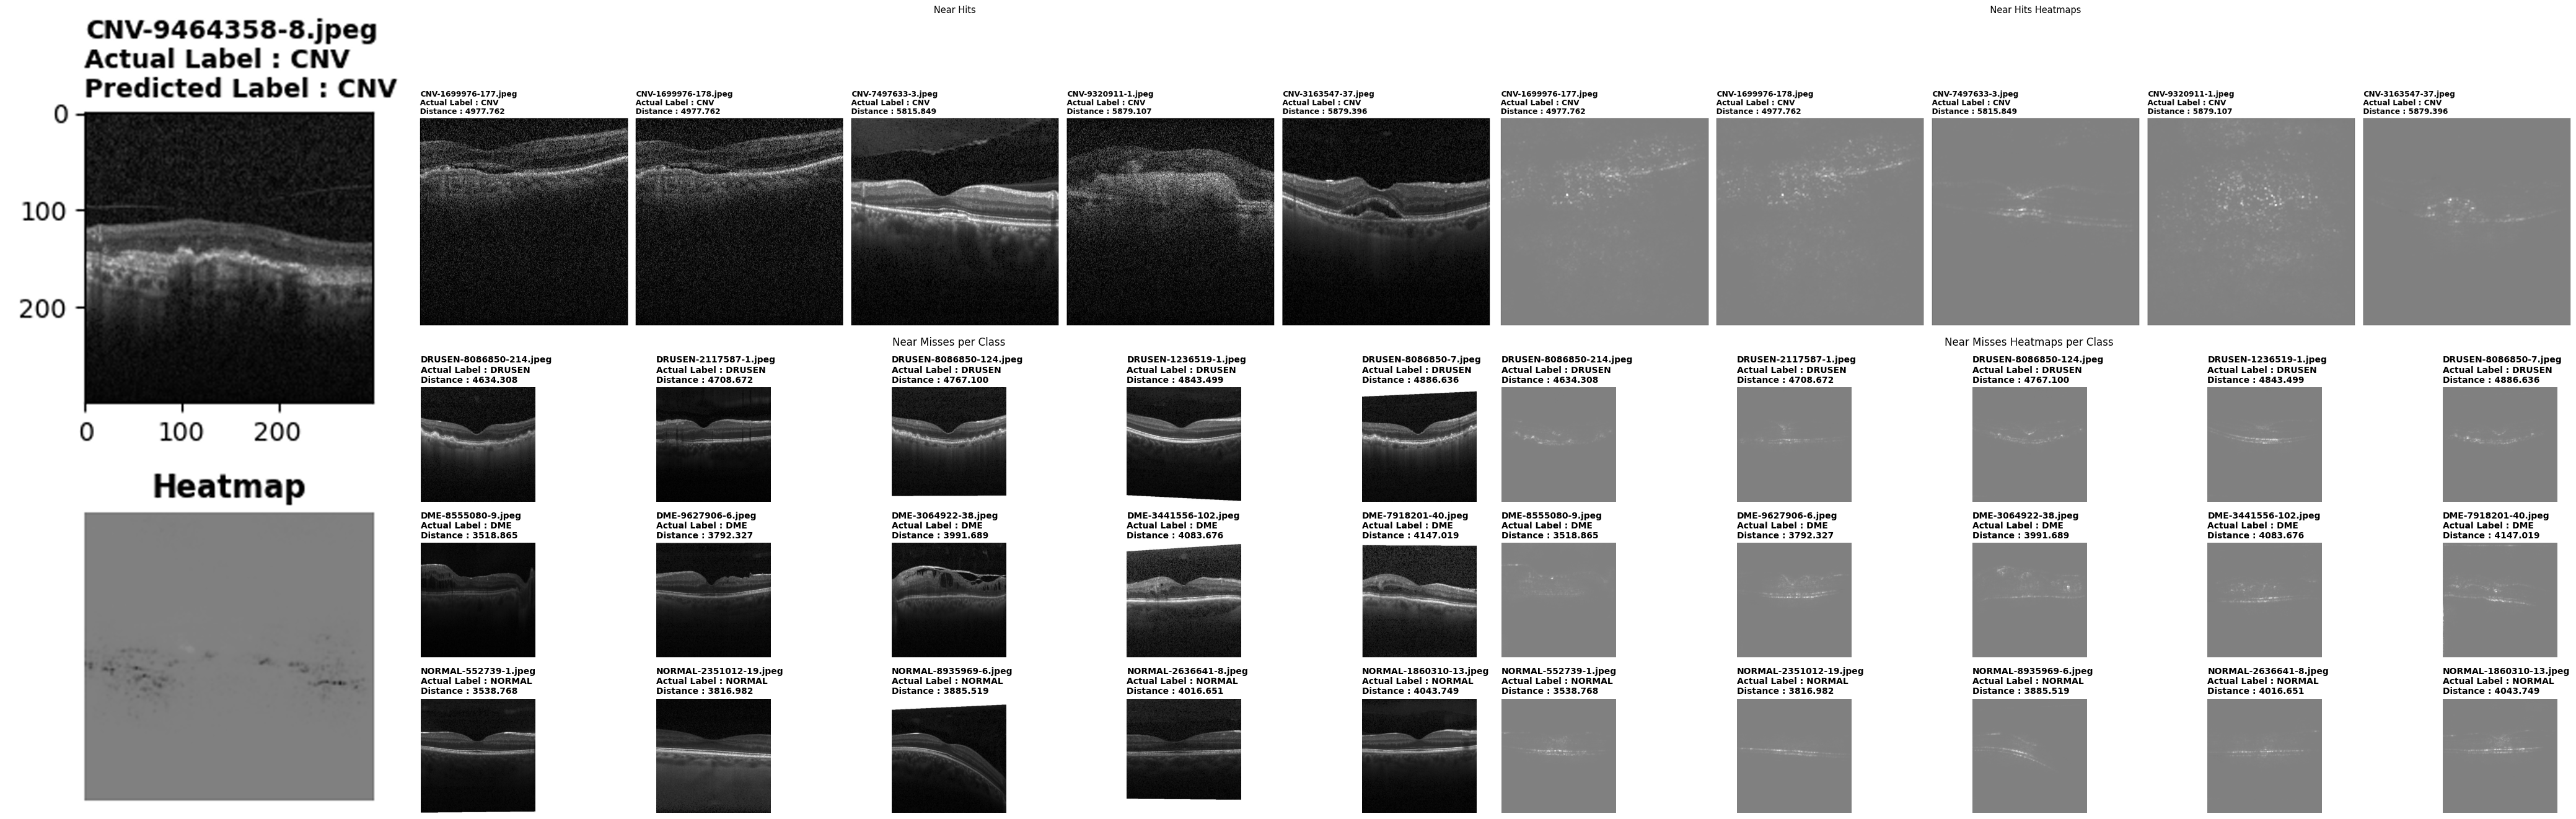 CNV-9464358-8.jpeg
Actual Label : CNV
Predicted Label : CNV
0
100
200
0
100
200
Heatmap
Near Hits
CNV-1699976-177.jpeg
Actual Label : CNV
Distance : 4977.762
CNV-1699976-178.jpeg
Actual Label : CNV
Distance : 4977.762
CNV-7497633-3.jpeg
Actual Label : CNV
Distance : 5815.849
CNV-9320911-1.jpeg
Actual Label : CNV
Distance : 5879.107
CNV-3163547-37.jpeg
Actual Label : CNV
Distance : 5879.396
Near Hits Heatmaps
CNV-1699976-177.jpeg
Actual Label : CNV
Distance : 4977.762
CNV-1699976-178.jpeg
Actual Label : CNV
Distance : 4977.762
CNV-7497633-3.jpeg
Actual Label : CNV
Distance : 5815.849
CNV-9320911-1.jpeg
Actual Label : CNV
Distance : 5879.107
CNV-3163547-37.jpeg
Actual Label : CNV
Distance : 5879.396
Near Misses per Class
DRUSEN-8086850-214.jpeg
Actual Label : DRUSEN
Distance : 4634.308
DRUSEN-2117587-1.jpeg
Actual Label : DRUSEN
Distance : 4708.672
DRUSEN-8086850-124.jpeg
Actual Label : DRUSEN
Distance : 4767.100
DRUSEN-1236519-1.jpeg
Actual Label : DRUSEN
Distance : 4843.499
DRUSEN-8086850-7.jpeg
Actual Label : DRUSEN
Distance : 4886.636
DME-8555080-9.jpeg
Actual Label : DME
Distance : 3518.865
DME-9627906-6.jpeg
Actual Label : DME
Distance : 3792.327
DME-3064922-38.jpeg
Actual Label : DME
Distance : 3991.689
DME-3441556-102.jpeg
Actual Label : DME
Distance : 4083.676
DME-7918201-40.jpeg
Actual Label : DME
Distance : 4147.019
NORMAL-552739-1.jpeg
Actual Label : NORMAL
Distance : 3538.768
NORMAL-2351012-19.jpeg
Actual Label : NORMAL
Distance : 3816.982
NORMAL-8935969-6.jpeg
Actual Label : NORMAL
Distance : 3885.519
NORMAL-2636641-8.jpeg
Actual Label : NORMAL
Distance : 4016.651
NORMAL-1860310-13.jpeg
Actual Label : NORMAL
Distance : 4043.749
Near Misses Heatmaps per Class
DRUSEN-8086850-214.jpeg
Actual Label : DRUSEN
Distance : 4634.308
DRUSEN-2117587-1.jpeg
Actual Label : DRUSEN
Distance : 4708.672
DRUSEN-8086850-124.jpeg
Actual Label : DRUSEN
Distance : 4767.100
DRUSEN-1236519-1.jpeg
Actual Label : DRUSEN
Distance : 4843.499
DRUSEN-8086850-7.jpeg
Actual Label : DRUSEN
Distance : 4886.636
DME-8555080-9.jpeg
Actual Label : DME
Distance : 3518.865
DME-9627906-6.jpeg
Actual Label : DME
Distance : 3792.327
DME-3064922-38.jpeg
Actual Label : DME
Distance : 3991.689
DME-3441556-102.jpeg
Actual Label : DME
Distance : 4083.676
DME-7918201-40.jpeg
Actual Label : DME
Distance : 4147.019
NORMAL-552739-1.jpeg
Actual Label : NORMAL
Distance : 3538.768
NORMAL-2351012-19.jpeg
Actual Label : NORMAL
Distance : 3816.982
NORMAL-8935969-6.jpeg
Actual Label : NORMAL
Distance : 3885.519
NORMAL-2636641-8.jpeg
Actual Label : NORMAL
Distance : 4016.651
NORMAL-1860310-13.jpeg
Actual Label : NORMAL
Distance : 4043.749